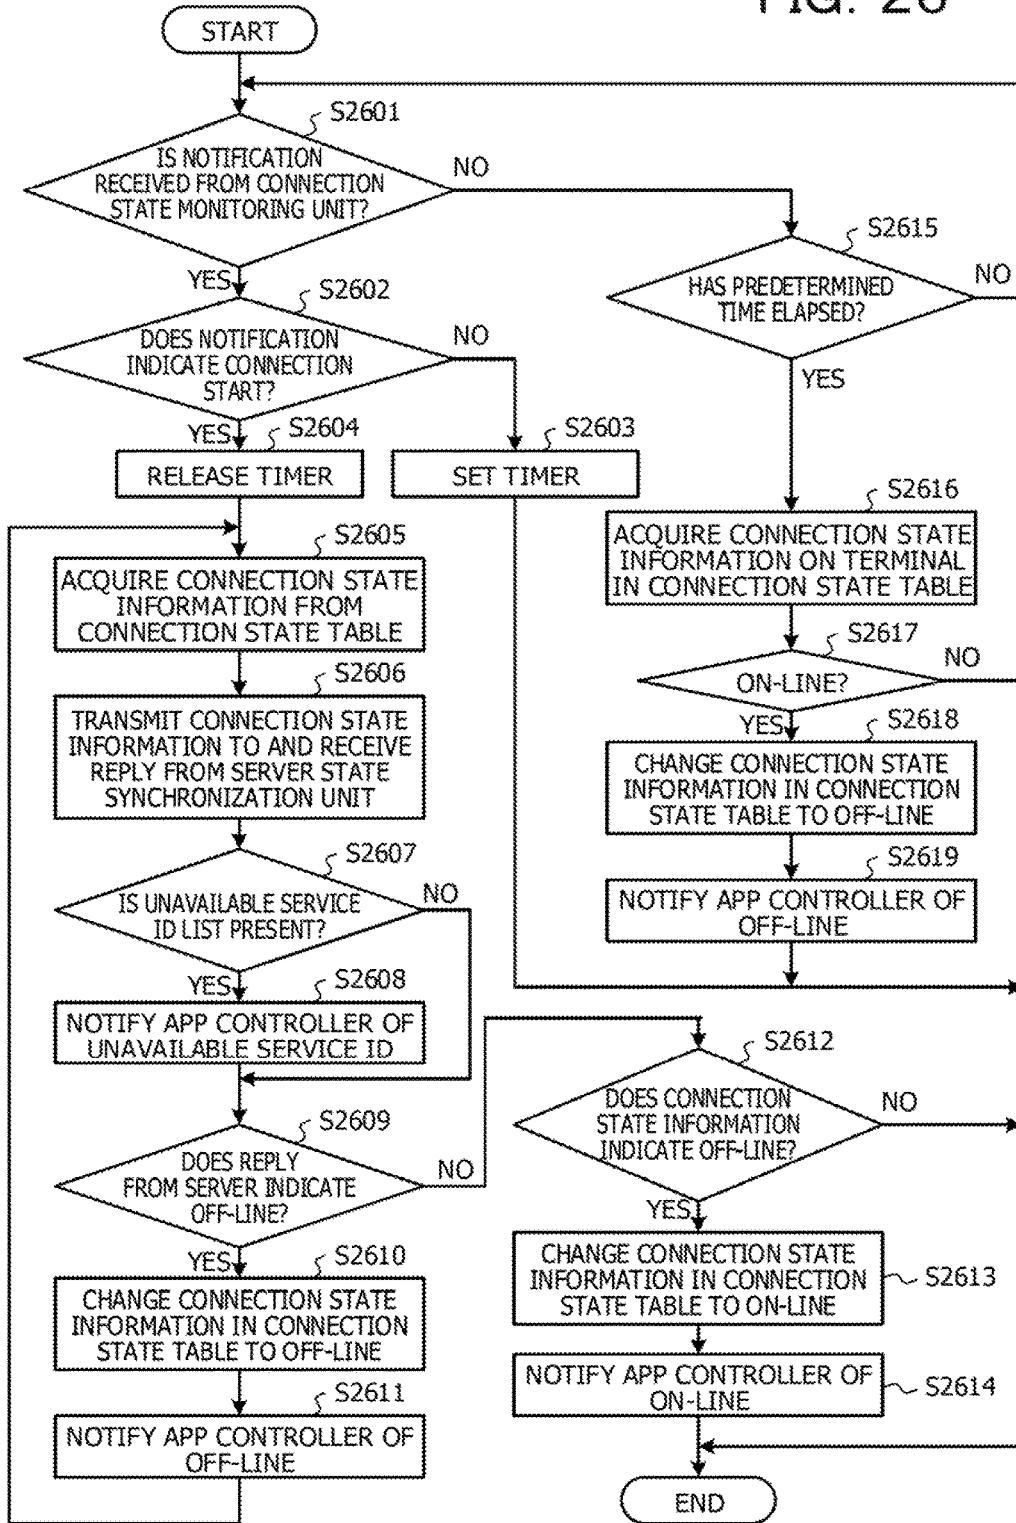 FIG. 26
START
S2601
IS NOTIFICATION
RECEIVED FROM CONNECTION
STATE MONITORING UNIT?
NO
YES
S2602
DOES NOTIFICATION
INDICATE CONNECTION
START?
NO
YES
S2604
RELEASE TIMER
S2603
SET TIMER
S2605
ACQUIRE CONNECTION STATE
INFORMATION FROM
CONNECTION STATE TABLE
S2606
TRANSMIT CONNECTION STATE
INFORMATION TO AND RECEIVE
REPLY FROM SERVER STATE
SYNCHRONIZATION UNIT
S2607
IS UNAVAILABLE SERVICE
ID LIST PRESENT?
NO
YES
S2608
NOTIFY APP CONTROLLER OF
UNAVAILABLE SERVICE ID
S2609
DOES REPLY
FROM SERVER INDICATE
OFF-LINE?
NO
YES
S2610
CHANGE CONNECTION STATE
INFORMATION IN CONNECTION
STATE TABLE TO OFF-LINE
S2611
NOTIFY APP CONTROLLER OF
OFF-LINE
S2612
DOES CONNECTION
STATE INFORMATION
INDICATE OFF-LINE?
NO
YES
CHANGE CONNECTION STATE
INFORMATION IN CONNECTION
STATE TABLE TO ON-LINE
S2613
NOTIFY APP CONTROLLER OF
ON-LINE
S2614
S2615
HAS PREDETERMINED
TIME ELAPSED?
NO
YES
S2616
ACQUIRE CONNECTION STATE
INFORMATION ON TERMINAL
IN CONNECTION STATE TABLE
S2617
ON-LINE?
NO
YES
S2618
CHANGE CONNECTION STATE
INFORMATION IN CONNECTION
STATE TABLE TO OFF-LINE
S2619
NOTIFY APP CONTROLLER OF
OFF-LINE
END